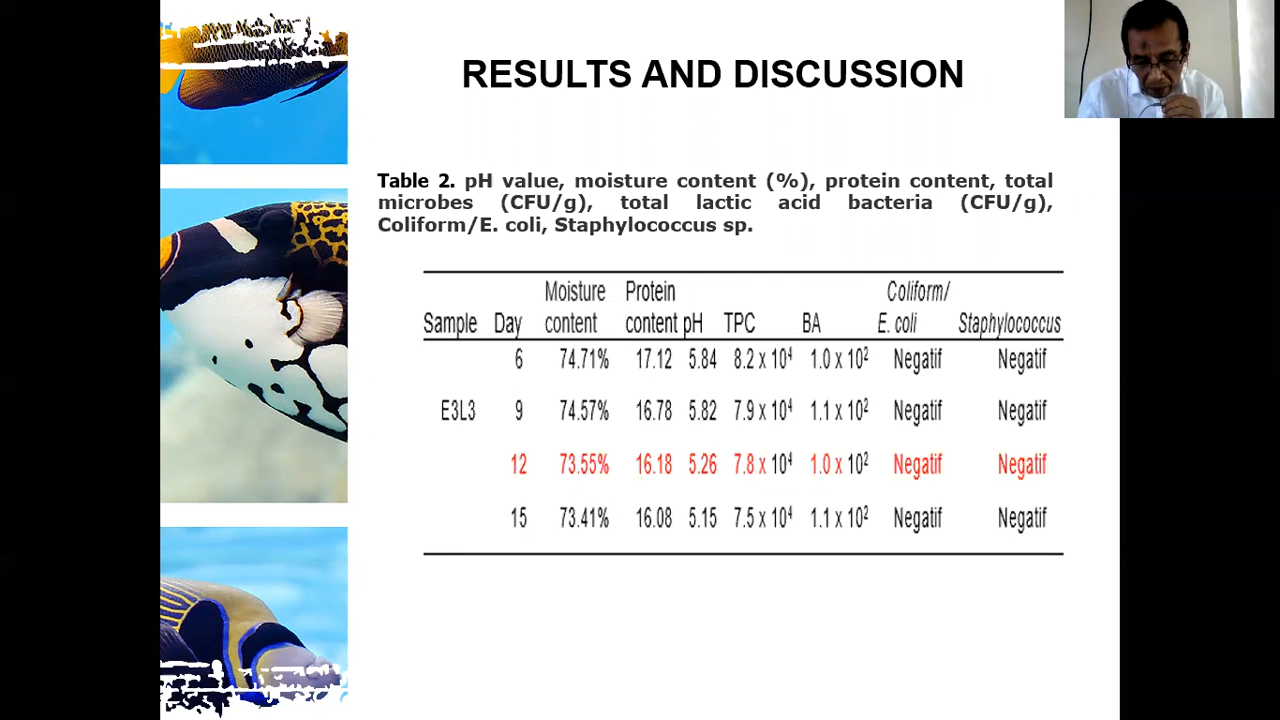 RESULTS AND DISCUSSION
Table 2. pH value, moisture content (%), protein content, total
microbes (CFU/g), total lactic acid bacteria (CFU/g),
Coliform/E. coli, Staphylococcus sp.
Moisture Protein Coliform/
Sample Day content content pH TPC BA E. coli Staphylococcus
6 74.71% 17.12 5.84 8.2 x 10⁴ 1.0 x 10² Negatif Negatif
E3L3 9 74.57% 16.78 5.82 7.9 x 10⁴ 1.1 x 10² Negatif Negatif
12 73.55% 16.18 5.26 7.8 x 10⁴ 1.0 x 10² Negatif Negatif
15 73.41% 16.08 5.15 7.5 x 10⁴ 1.1 x 10² Negatif Negatif